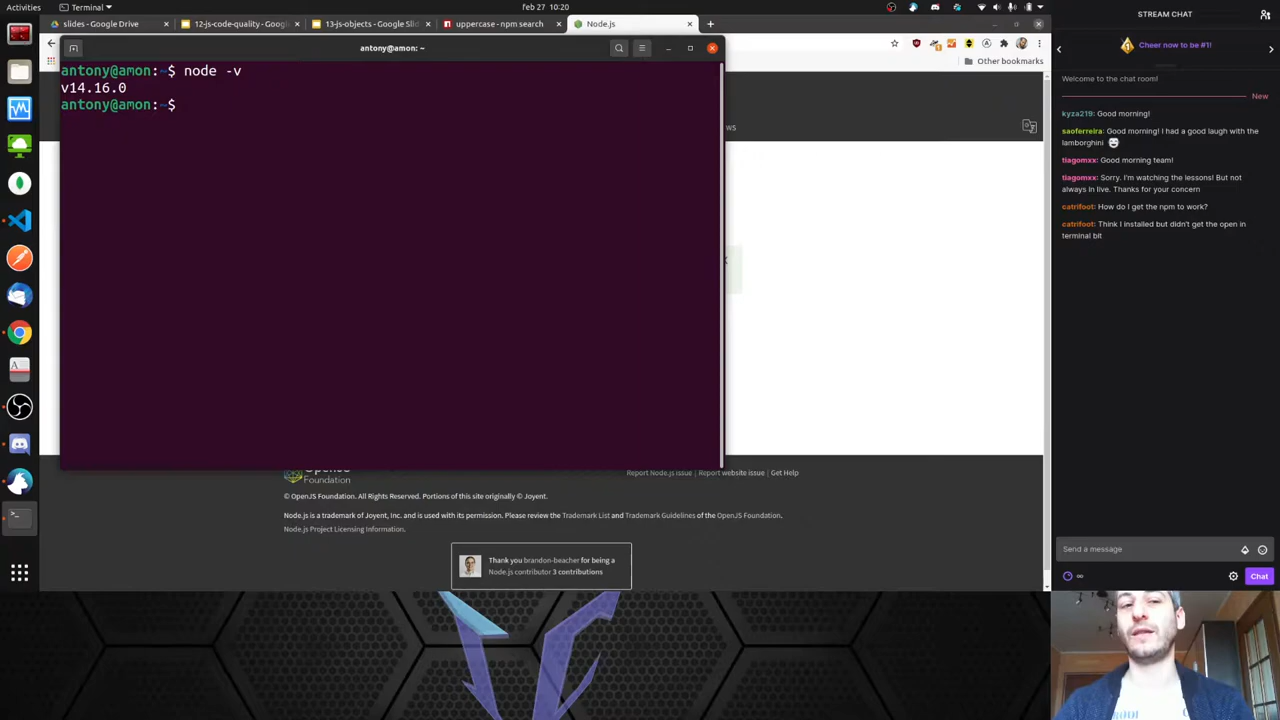 Activities
Terminal
Feb 27 10:20
slides - Google Drive
12-js-code-quality - Google
13-js-objects - Google Slid
uppercase - npm search
Node.js
antony@amon: ~
Other bookmarks
antony@amon:~$ node -v
v14.16.0
antony@amon:~$
ws
Foundation
Report Node.js issue | Report website issue | Get Help
© OpenJS Foundation. All Rights Reserved. Portions of this site originally © Joyent.
Node.js is a trademark of Joyent, Inc. and is used with its permission. Please review the Trademark List and Trademark Guidelines of the OpenJS Foundation.
Node.js Project Licensing Information.
Thank you brandon-beacher for being a
Node.js contributor 3 contributions
STREAM CHAT
Cheer now to be #1!
Welcome to the chat room!
New
kyza219: Good morning!
saoferreira: Good morning! I had a good laugh with the
lamborghini
tiagomxx: Good morning team!
tiagomxx: Sorry. I'm watching the lessons! But not
always in live. Thanks for your concern
catrifoot: How do I get the npm to work?
catrifoot: Think I installed but didn't get the open in
terminal bit
Send a message
∞
Chat